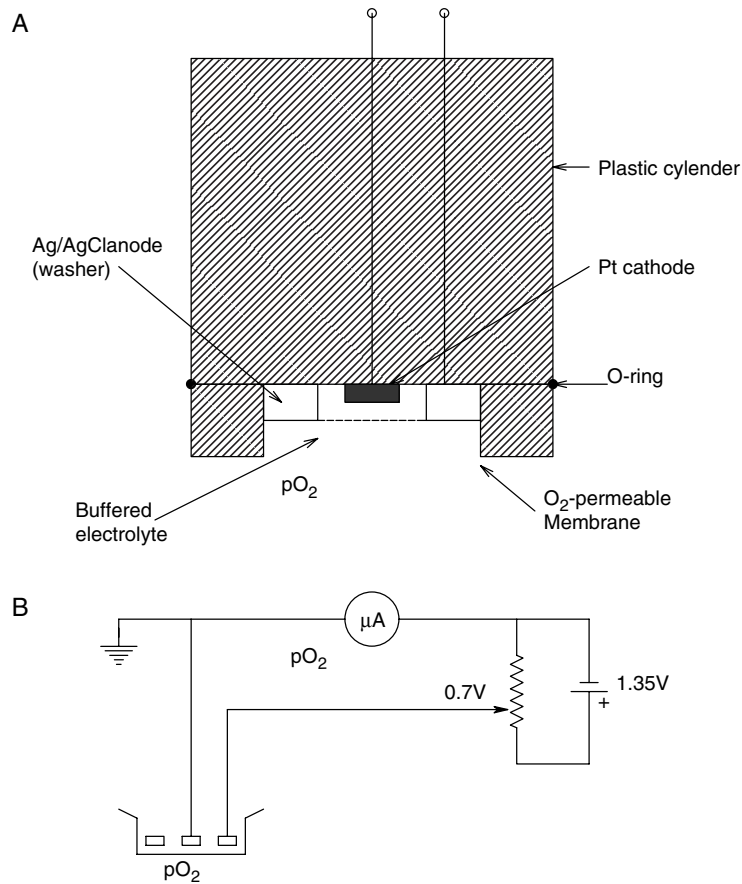 A
Plastic cylender
Ag/AgClanode
(washer)
Pt cathode
O-ring
Buffered
electrolyte
pO2
O2-permeable
Membrane
B
µA
pO2
0.7V
1.35V
+
pO2